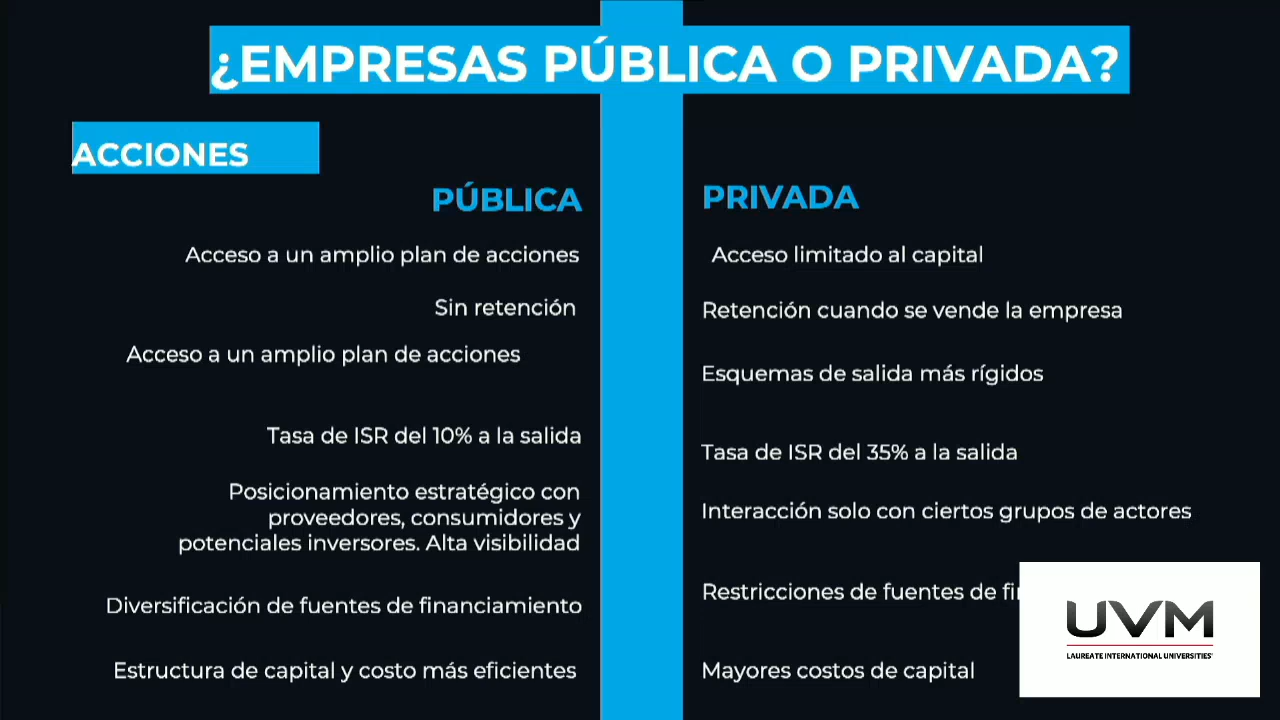 ¿EMPRESAS PÚBLICA O PRIVADA?
ACCIONES
PÚBLICA
PRIVADA
Acceso a un amplio plan de acciones
Acceso limitado al capital
Sin retención
Retención cuando se vende la empresa
Acceso a un amplio plan de acciones
Esquemas de salida más rígidos
Tasa de ISR del 10% a la salida
Tasa de ISR del 35% a la salida
Posicionamiento estratégico con
proveedores, consumidores y
potenciales inversores. Alta visibilidad
Interacción solo con ciertos grupos de actores
Diversificación de fuentes de financiamiento
Restricciones de fuentes de
Estructura de capital y costo más eficientes
Mayores costos de capital
UVM
LAUREATE INTERNATIONAL UNIVERSITIES